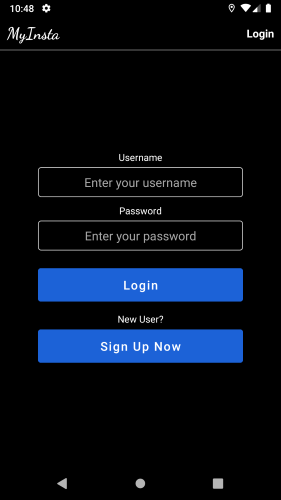 10:48
MyInsta
Login
Username
Enter your username
Password
Enter your password
Login
New User?
Sign Up Now